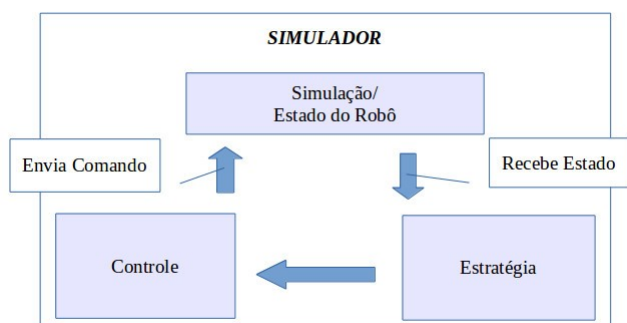 SIMULADOR
Simulação/
Estado do Robô
Envia Comando
Recebe Estado
Controle
Estratégia